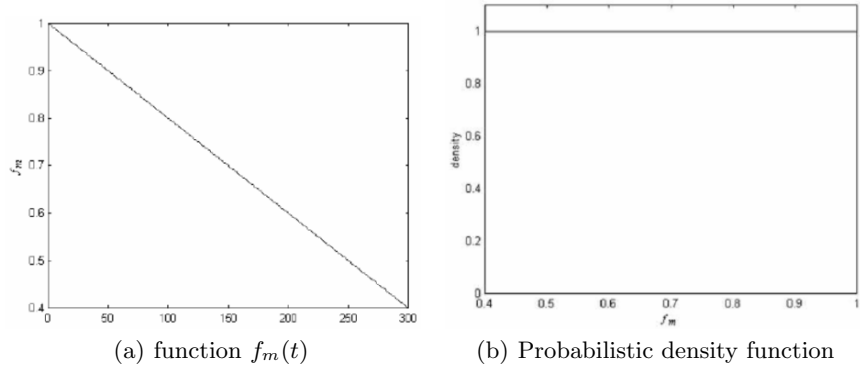 1
0.9
0.8
0.7
0.6
0.5
0.4
f_m
0 50 100 150 200 250 300
(a) function f_m(t)
1
0.8
0.6
0.4
0.2
0
density
0.4 0.5 0.6 0.7 0.8 0.9 1
f_m
(b) Probabilistic density function